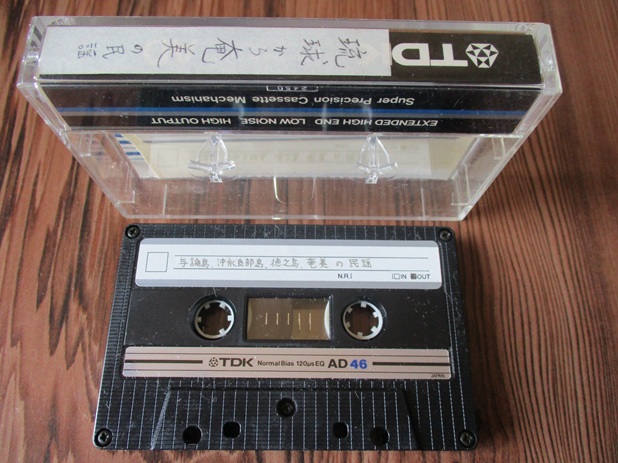 琉球から奄美の民謡
TD
Super Precision Cassette Mechanism
EXTENDED HIGH END LOW NOISE HIGH OUTPUT
与論島、沖永良部島、徳之島、奄美の民謡
N.R. IN OUT
TDK Normal Bias 120μs EQ AD 46
JAPAN